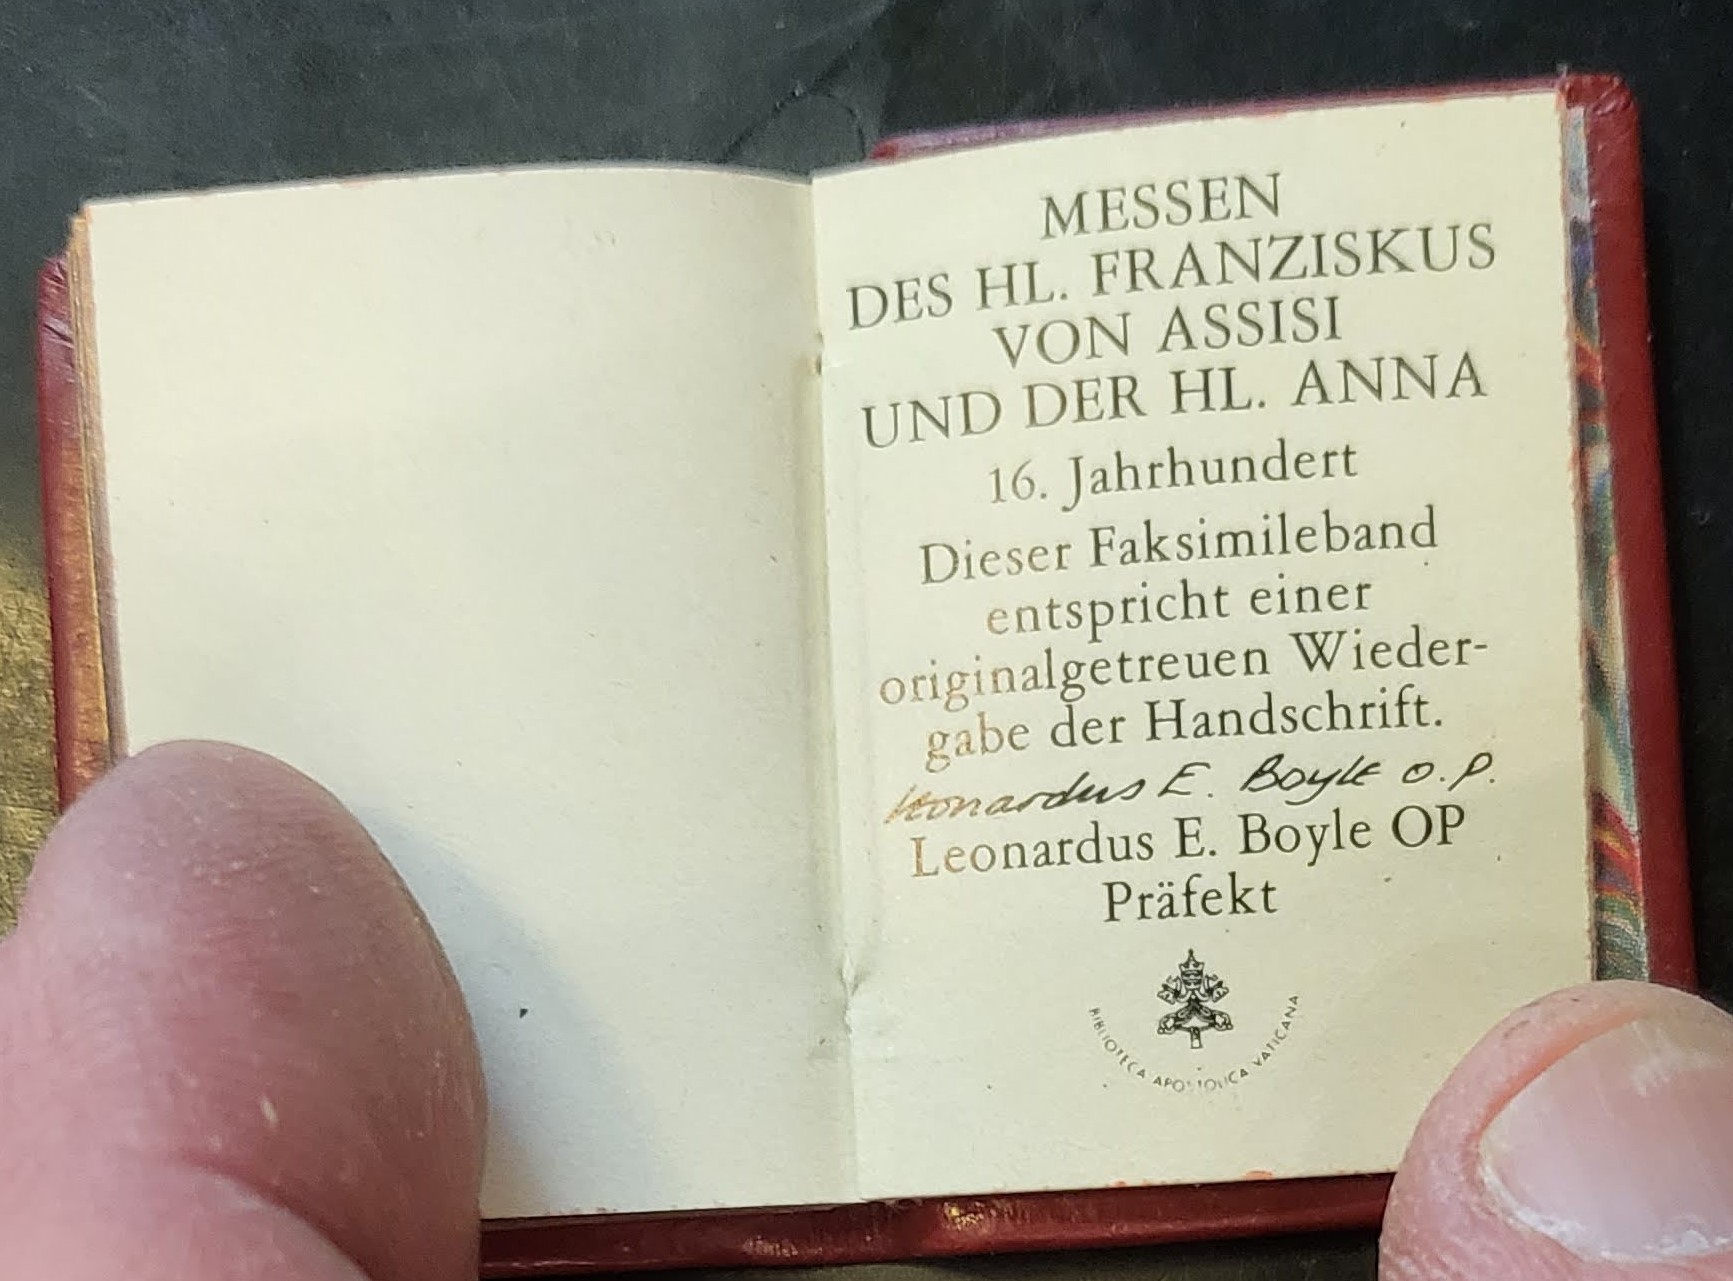 MESSEN
DES HL. FRANZISKUS
VON ASSISI
UND DER HL. ANNA
16. Jahrhundert
Dieser Faksimileband
entspricht einer
originalgetreuen Wieder-
gabe der Handschrift.
Leonardus E. Boyle O.P.
Leonardus E. Boyle OP
Präfekt
BIBLIOTECA APOSTOLICA VATICANA